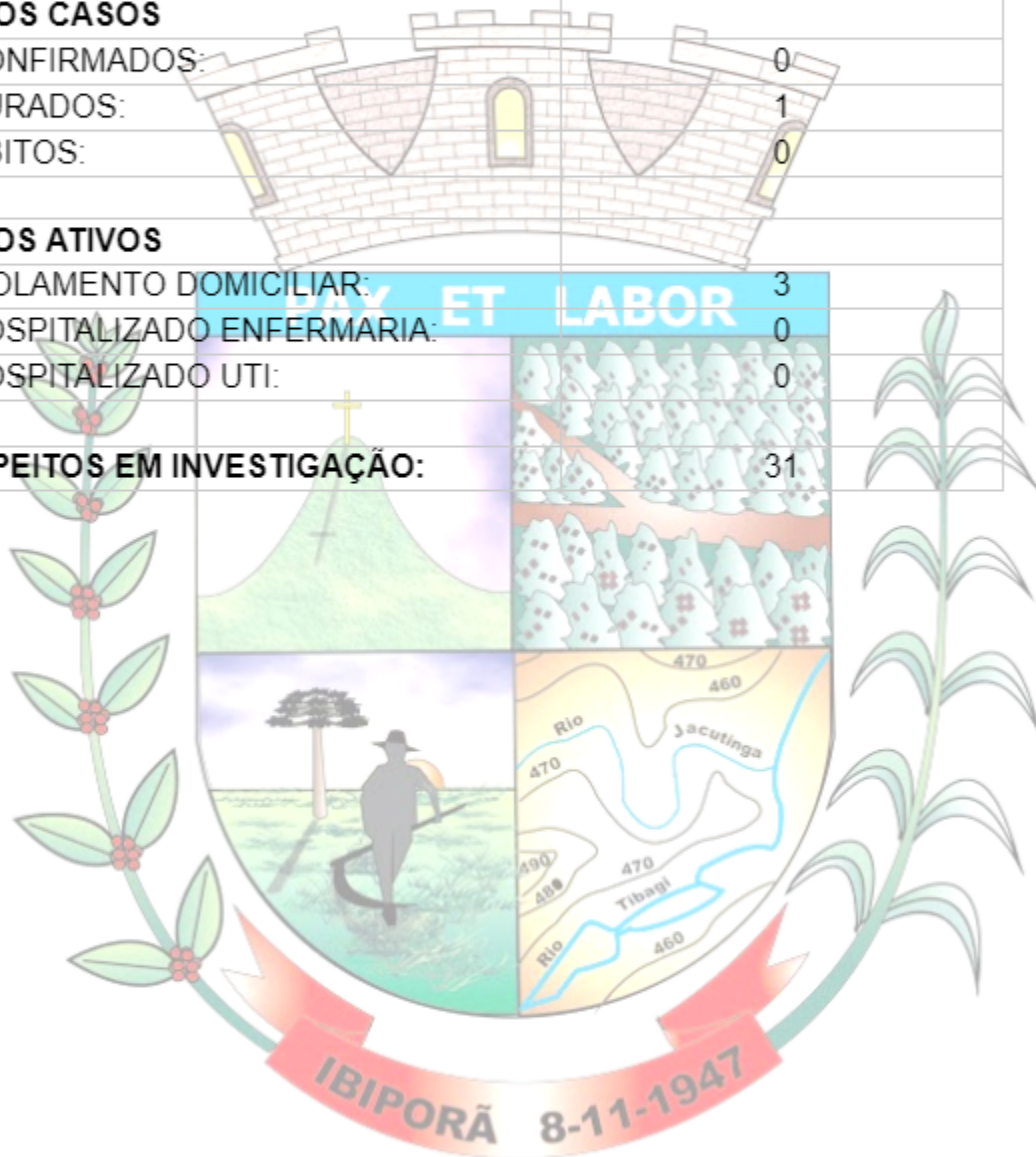 OS CASOS
ONFIRMADOS: 0
URADOS: 1
BITOS: 0
OS ATIVOS
OLAMENTO DOMICILIAR: 3
OSPITALIZADO ENFERMARIA: 0
OSPITALIZADO UTI: 0
PEITOS EM INVESTIGAÇÃO: 31
PAX ET LABOR
470
460
Rio Jacutinga
470
490
480
470
Rio Tibagi
460
IBIPORÃ 8-11-1947